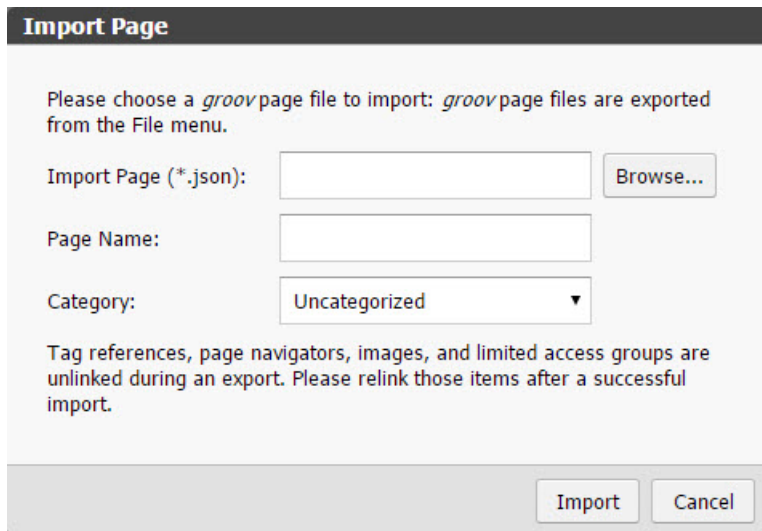 Import Page
Please choose a groov page file to import: groov page files are exported
from the File menu.
Import Page (*.json):
Browse...
Page Name:
Category:
Uncategorized
Tag references, page navigators, images, and limited access groups are
unlinked during an export. Please relink those items after a successful
import.
Import
Cancel